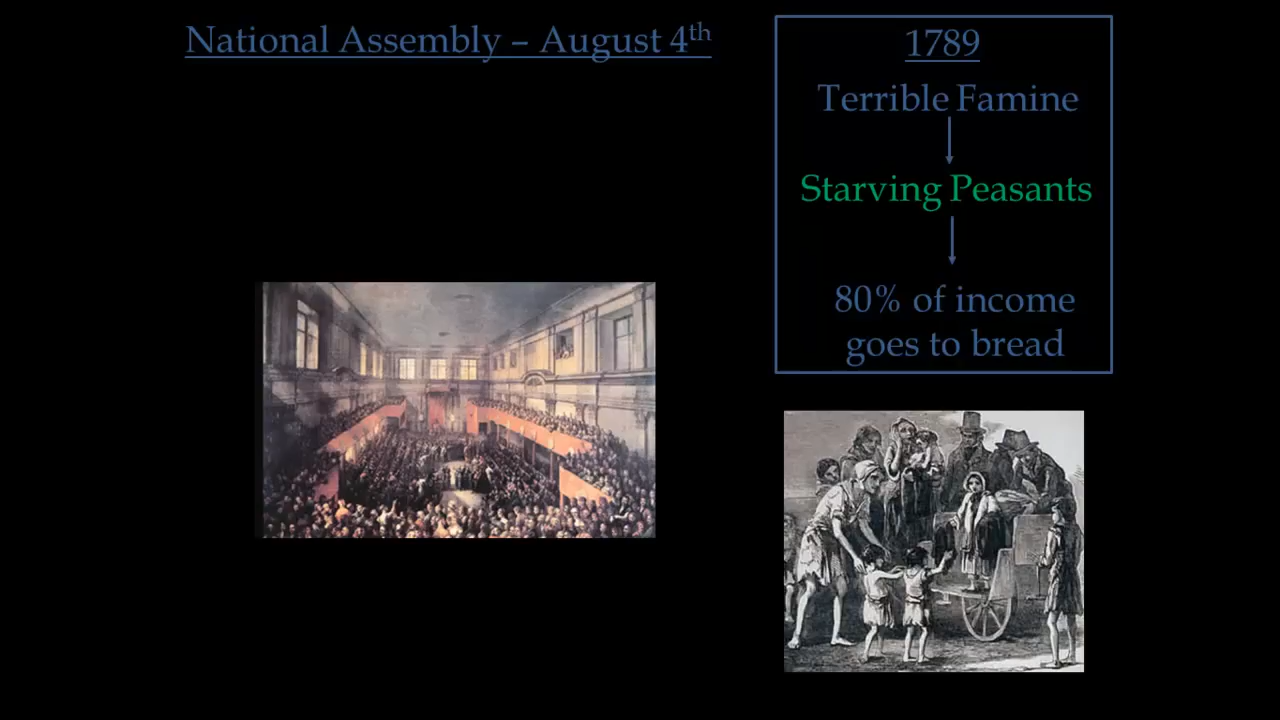 National Assembly – August 4th
1789
Terrible Famine
Starving Peasants
80% of income
goes to bread